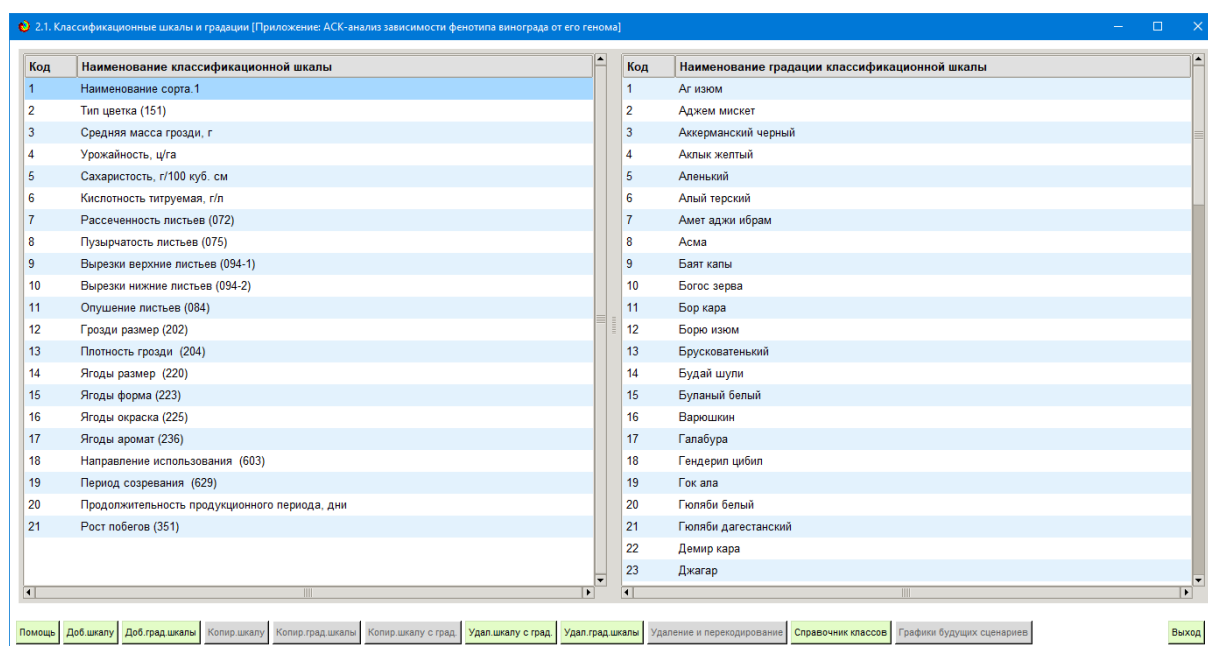 2.1. Классификационные шкалы и градации [Приложение: АСК-анализ зависимости фенотипа винограда от его генома]
Код Наименование классификационной шкалы
1 Наименование сорта.1
2 Тип цветка (151)
3 Средняя масса грозди, г
4 Урожайность, ц/га
5 Сахаристость, г/100 куб. см
6 Кислотность титруемая, г/л
7 Рассеченность листьев (072)
8 Пузырчатость листьев (075)
9 Вырезки верхние листьев (094-1)
10 Вырезки нижние листьев (094-2)
11 Опушение листьев (084)
12 Грозди размер (202)
13 Плотность грозди (204)
14 Ягоды размер (220)
15 Ягоды форма (223)
16 Ягоды окраска (225)
17 Ягоды аромат (236)
18 Направление использования (603)
19 Период созревания (629)
20 Продолжительность продукционного периода, дни
21 Рост побегов (351)
Код Наименование градации классификационной шкалы
1 Аг изюм
2 Аджем мискет
3 Аккерманский черный
4 Аклык желтый
5 Аленький
6 Алый терский
7 Амет аджи ибрам
8 Асма
9 Баят капы
10 Богос зерва
11 Бор кара
12 Борю изюм
13 Брусковатенький
14 Будай шули
15 Буланый белый
16 Варюшкин
17 Галабура
18 Гендерил цибил
19 Гок ала
20 Гюляби белый
21 Гюляби дагестанский
22 Демир кара
23 Джагар
Помощь Доб.шкалу Доб.град.шкалы Копир.шкалу Копир.град.шкалы Копир.шкалу с град. Удал.шкалу с град. Удал.град.шкалы Удаление и перекодирование Справочник классов Графики будущих сценариев Выход